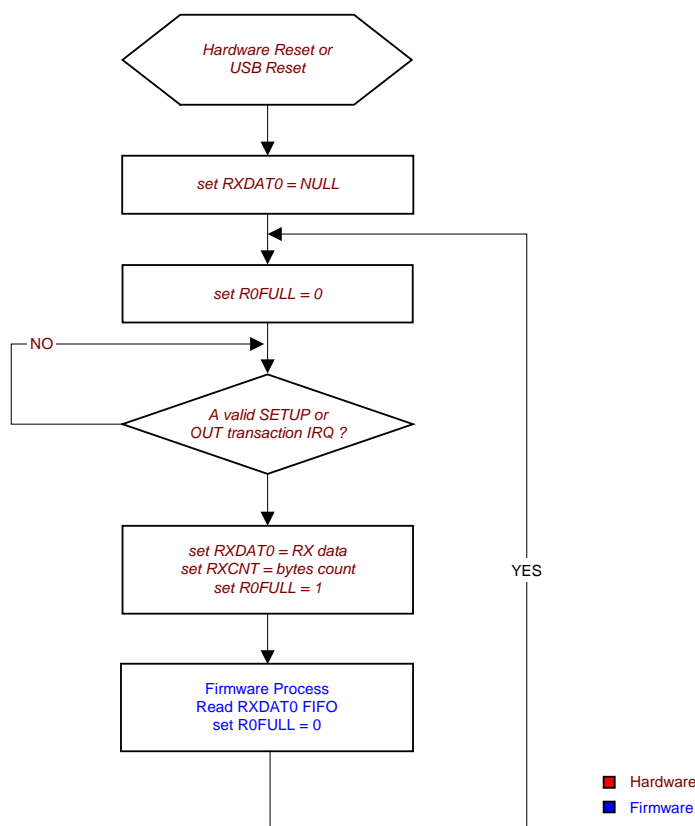 Hardware Reset or
USB Reset
set RXDAT0 = NULL
set R0FULL = 0
NO
A valid SETUP or
OUT transaction IRQ ?
set RXDAT0 = RX data
set RXCNT = bytes count
set R0FULL = 1
YES
Firmware Process
Read RXDAT0 FIFO
set R0FULL = 0
Hardware
Firmware